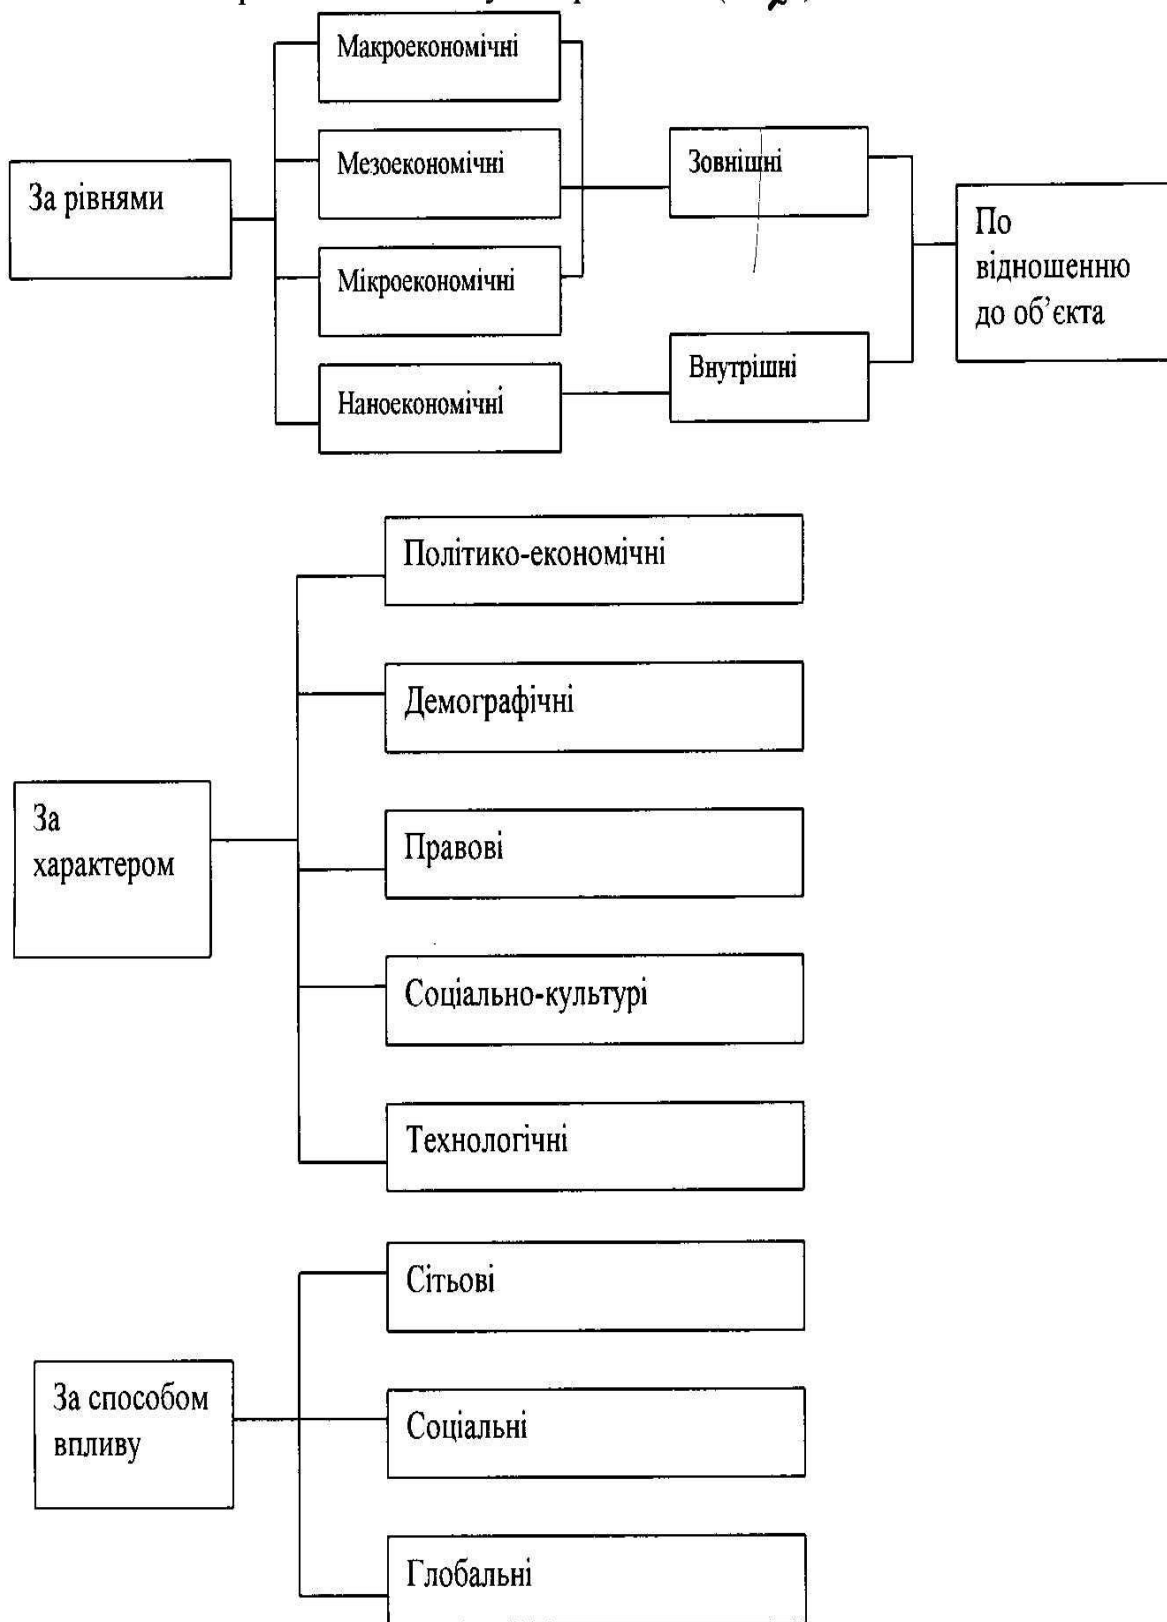 Макроекономічні
Мезоекономічні
Зовнішні
За рівнями
По
відношенню
до об’єкта
Мікроекономічні
Внутрішні
Наноекономічні
Політико-економічні
Демографічні
За
характером
Правові
Соціально-культурі
Технологічні
Сітьові
За способом
впливу
Соціальні
Глобальні